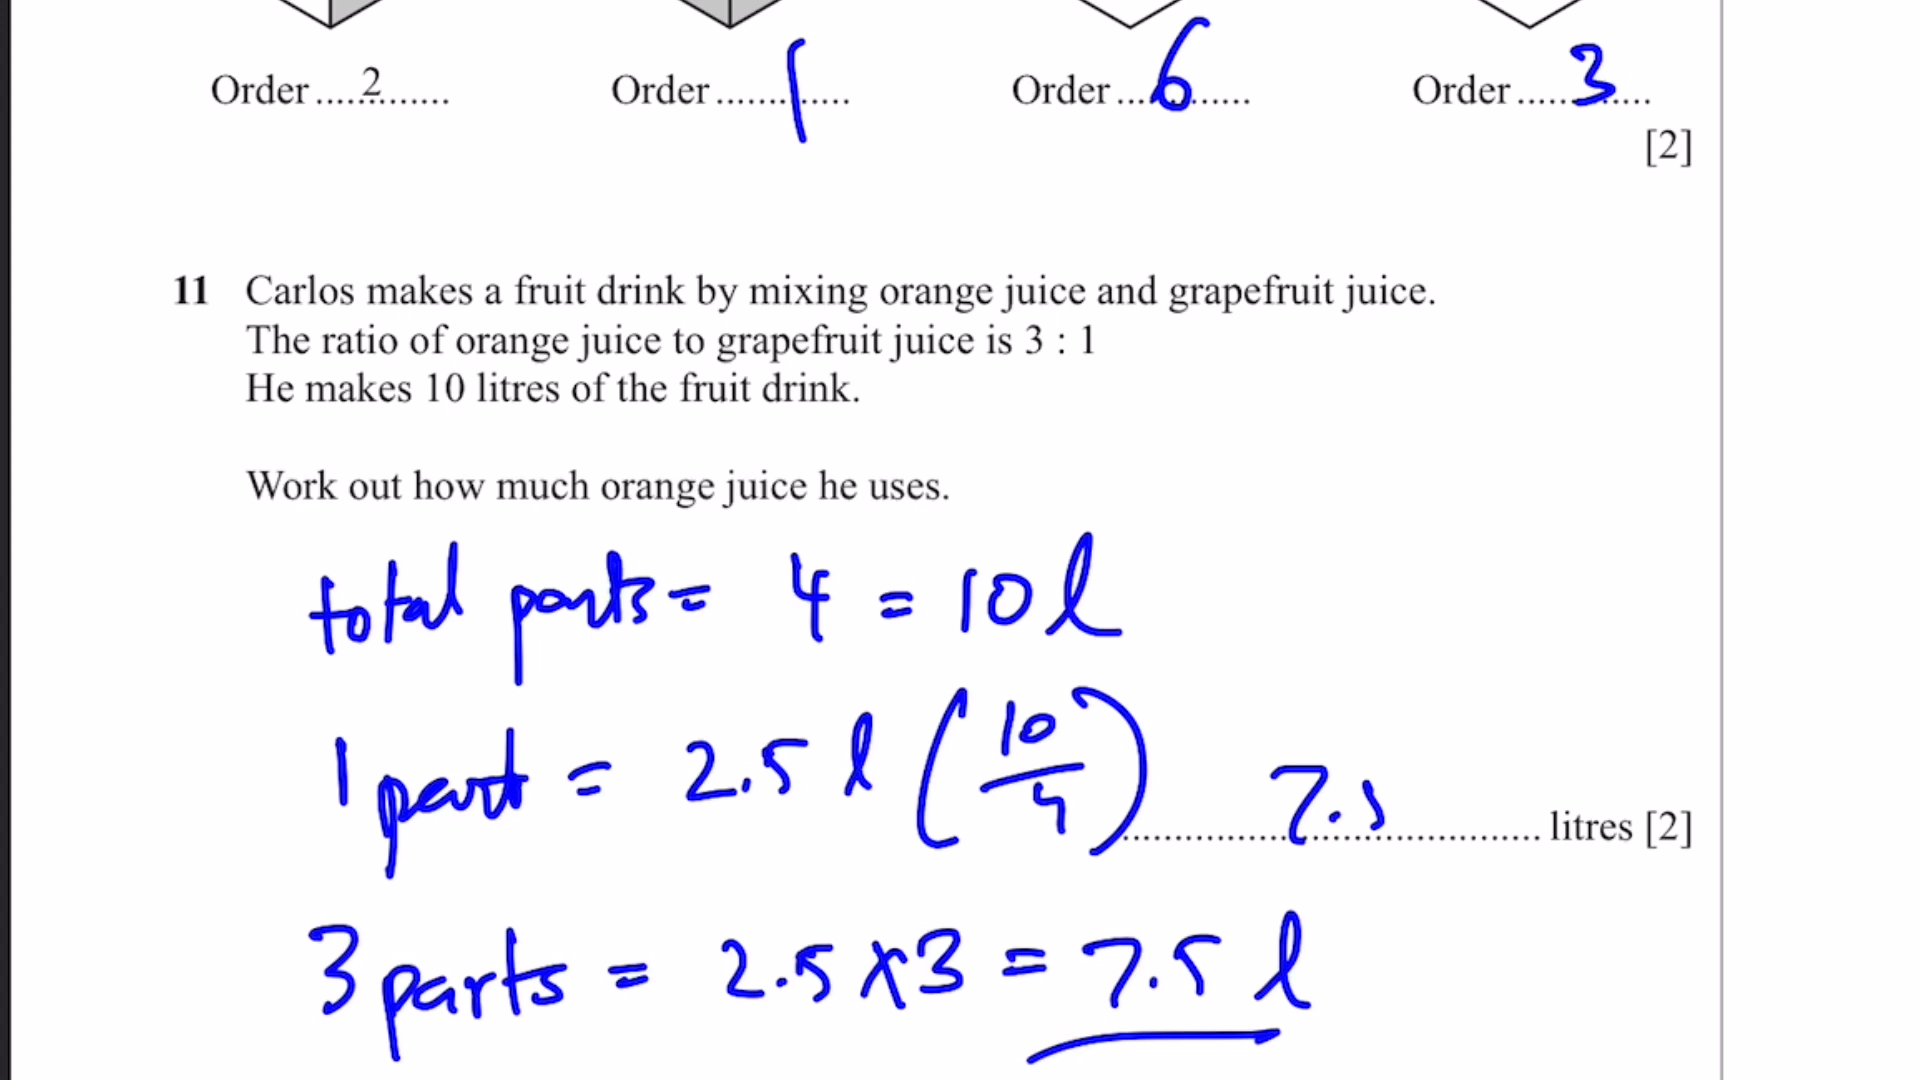 Order ....2........ Order ......1....... Order ....6........ Order ......3.......
[2]
11 Carlos makes a fruit drink by mixing orange juice and grapefruit juice.
The ratio of orange juice to grapefruit juice is 3 : 1
He makes 10 litres of the fruit drink.
Work out how much orange juice he uses.
total parts = 4 = 10 l
1 part = 2.5 l (10/4)
7. litres [2]
3 parts = 2.5 x 3 = 7.5 l